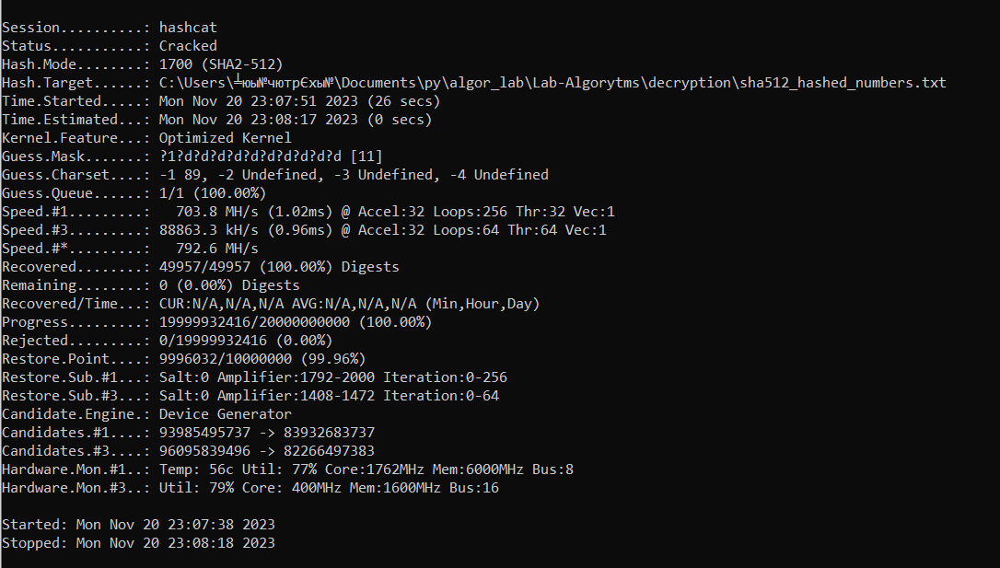 Session..........: hashcat
Status...........: Cracked
Hash.Mode........: 1700 (SHA2-512)
Hash.Target......: C:\Users\╧юы№чютрЄхы№\Documents\py\algor_lab\Lab-Algorytms\decryption\sha512_hashed_numbers.txt
Time.Started.....: Mon Nov 20 23:07:51 2023 (26 secs)
Time.Estimated...: Mon Nov 20 23:08:17 2023 (0 secs)
Kernel.Feature...: Optimized Kernel
Guess.Mask.......: ?1?d?d?d?d?d?d?d?d?d?d [11]
Guess.Charset....: -1 89, -2 Undefined, -3 Undefined, -4 Undefined
Guess.Queue......: 1/1 (100.00%)
Speed.#1.........:   703.8 MH/s (1.02ms) @ Accel:32 Loops:256 Thr:32 Vec:1
Speed.#3.........: 88863.3 kH/s (0.96ms) @ Accel:32 Loops:64 Thr:64 Vec:1
Speed.#*.........:   792.6 MH/s
Recovered........: 49957/49957 (100.00%) Digests
Remaining........: 0 (0.00%) Digests
Recovered/Time...: CUR:N/A,N/A,N/A AVG:N/A,N/A,N/A (Min,Hour,Day)
Progress.........: 19999932416/20000000000 (100.00%)
Rejected.........: 0/19999932416 (0.00%)
Restore.Point....: 9996032/10000000 (99.96%)
Restore.Sub.#1...: Salt:0 Amplifier:1792-2000 Iteration:0-256
Restore.Sub.#3...: Salt:0 Amplifier:1408-1472 Iteration:0-64
Candidate.Engine.: Device Generator
Candidates.#1....: 93985495737 -> 83932683737
Candidates.#3....: 96095839496 -> 82266497383
Hardware.Mon.#1..: Temp: 56c Util: 77% Core:1762MHz Mem:6000MHz Bus:8
Hardware.Mon.#3..: Util: 79% Core: 400MHz Mem:1600MHz Bus:16
Started: Mon Nov 20 23:07:38 2023
Stopped: Mon Nov 20 23:08:18 2023